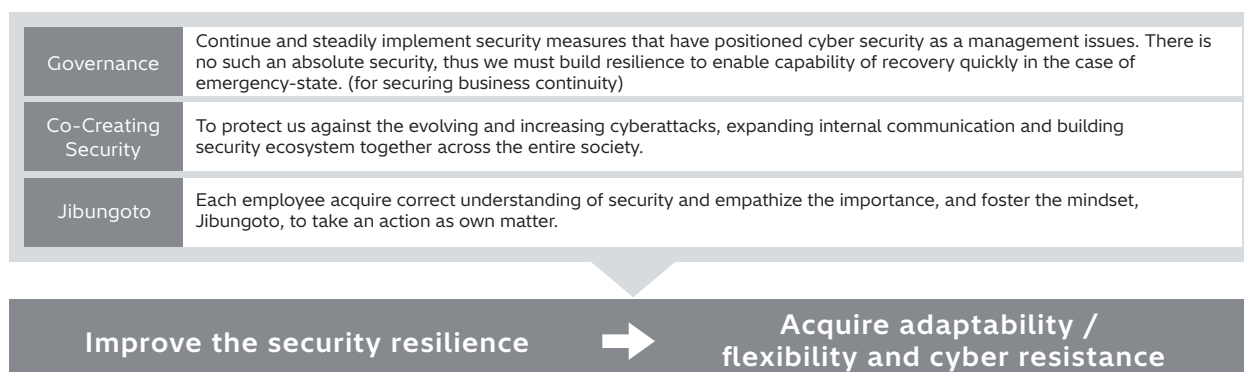 Governance
Continue and steadily implement security measures that have positioned cyber security as a management issues. There is
no such an absolute security, thus we must build resilience to enable capability of recovery quickly in the case of
emergency-state. (for securing business continuity)
Co-Creating
Security
To protect us against the evolving and increasing cyberattacks, expanding internal communication and building
security ecosystem together across the entire society.
Jibungoto
Each employee acquire correct understanding of security and empathize the importance, and foster the mindset,
Jibungoto, to take an action as own matter.
Improve the security resilience
Acquire adaptability /
flexibility and cyber resistance